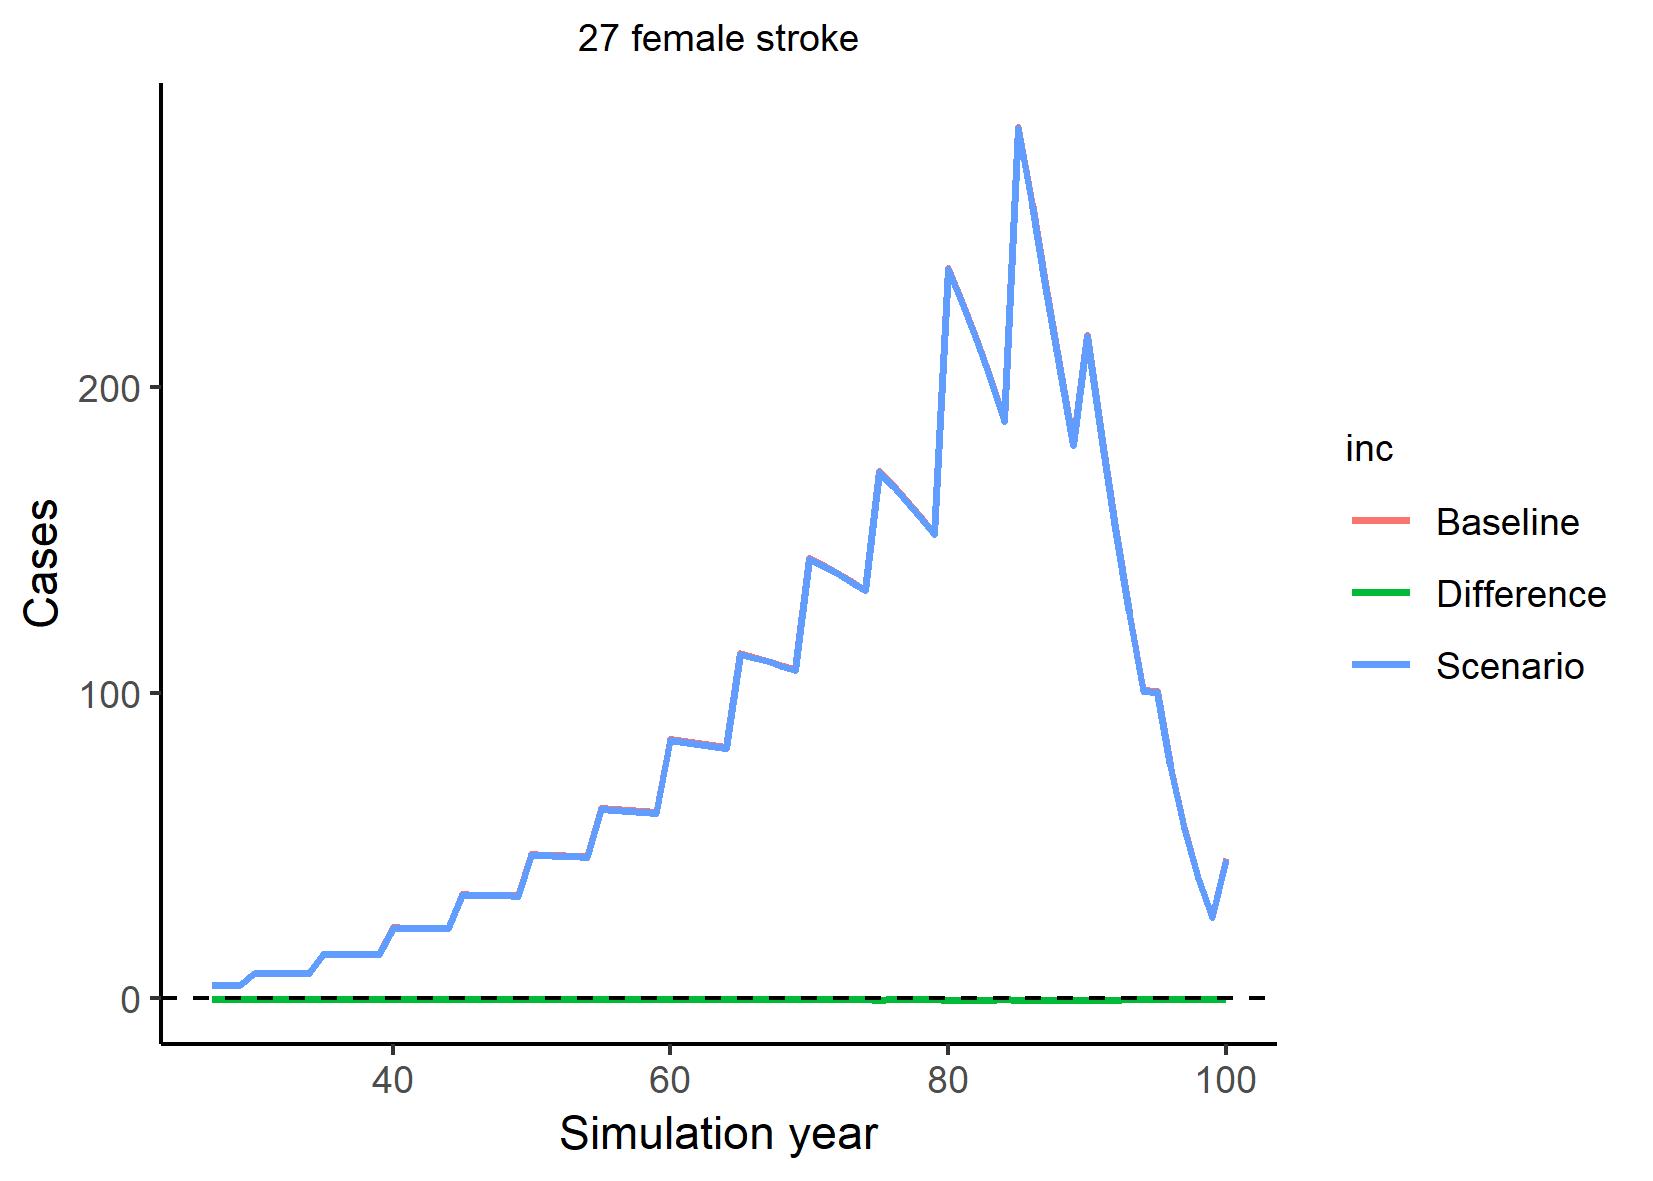 27 female stroke
Cases
200
100
0
40 60 80 100
Simulation year
inc
Baseline
Difference
Scenario